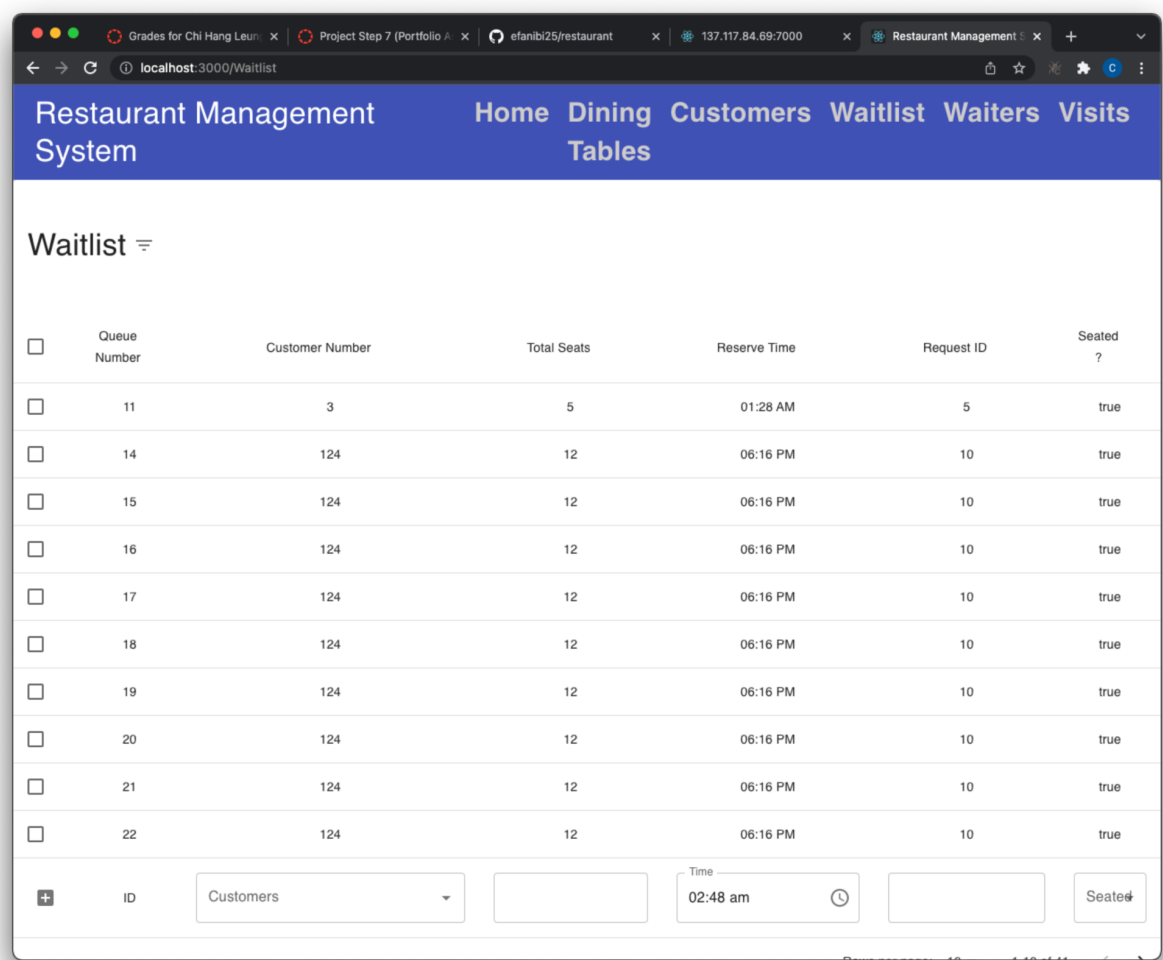 Grades for Chi Hang Leun
Project Step 7 (Portfolio A
efanibi25/restaurant
137.117.84.69:7000
Restaurant Management S
localhost:3000/Waitlist
C
Restaurant Management System
Home Dining Tables Customers Waitlist Waiters Visits
Waitlist
Queue Number Customer Number Total Seats Reserve Time Request ID Seated ?
11 3 5 01:28 AM 5 true
14 124 12 06:16 PM 10 true
15 124 12 06:16 PM 10 true
16 124 12 06:16 PM 10 true
17 124 12 06:16 PM 10 true
18 124 12 06:16 PM 10 true
19 124 12 06:16 PM 10 true
20 124 12 06:16 PM 10 true
21 124 12 06:16 PM 10 true
22 124 12 06:16 PM 10 true
Time
ID Customers 02:48 am Seated